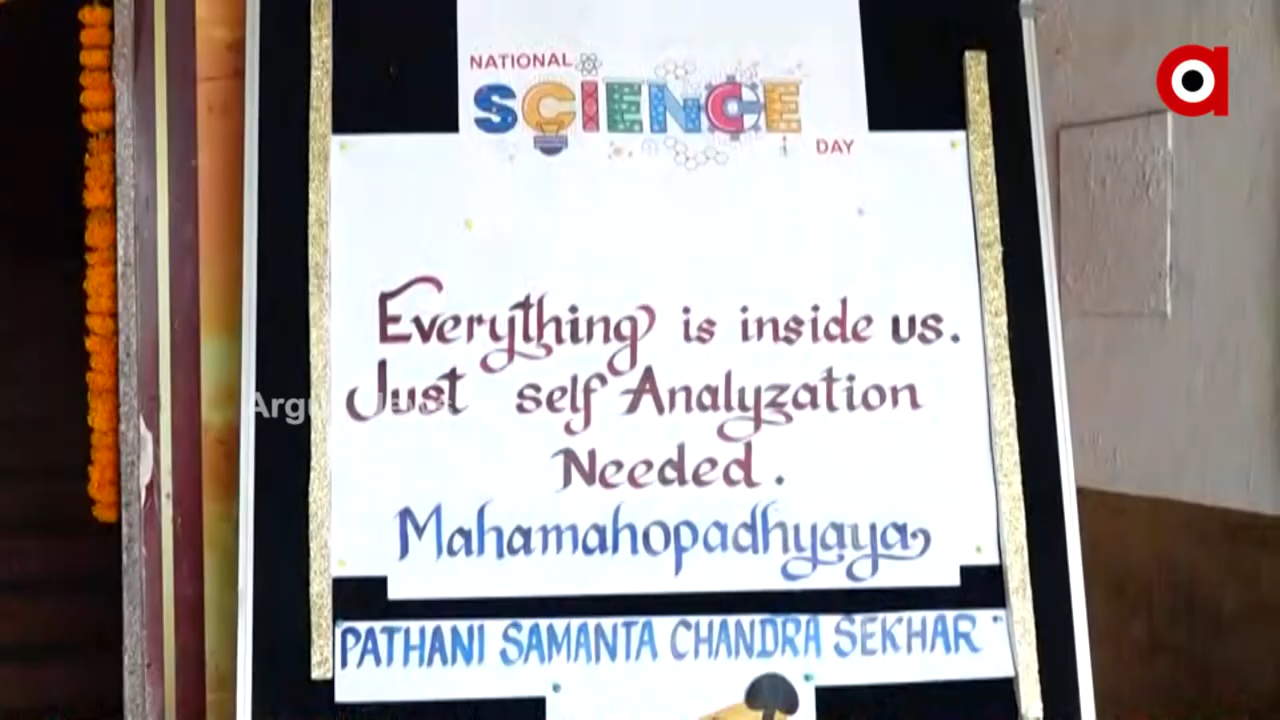 NATIONAL
SCIENCE
DAY
Everything is inside us.
Just self Analyzation
Needed.
Mahamahopadhyaya
PATHANI SAMANTA CHANDRA SEKHAR"